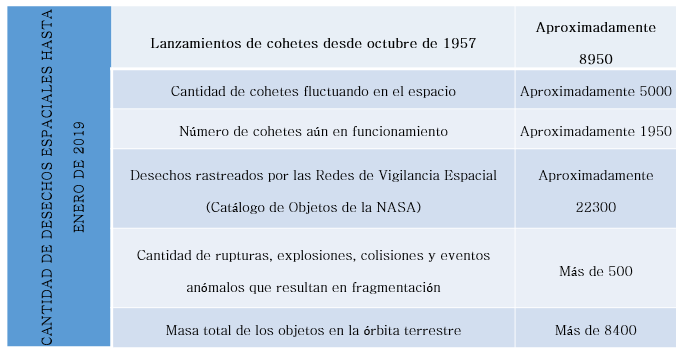 CANTIDAD DE DESECHOS ESPACIALES HASTA
ENERO DE 2019
Lanzamientos de cohetes desde octubre de 1957
Aproximadamente
8950
Cantidad de cohetes fluctuando en el espacio
Aproximadamente 5000
Número de cohetes aún en funcionamiento
Aproximadamente 1950
Desechos rastreados por las Redes de Vigilancia Espacial
(Catálogo de Objetos de la NASA)
Aproximadamente
22300
Cantidad de rupturas, explosiones, colisiones y eventos
anómalos que resultan en fragmentación
Más de 500
Masa total de los objetos en la órbita terrestre
Más de 8400